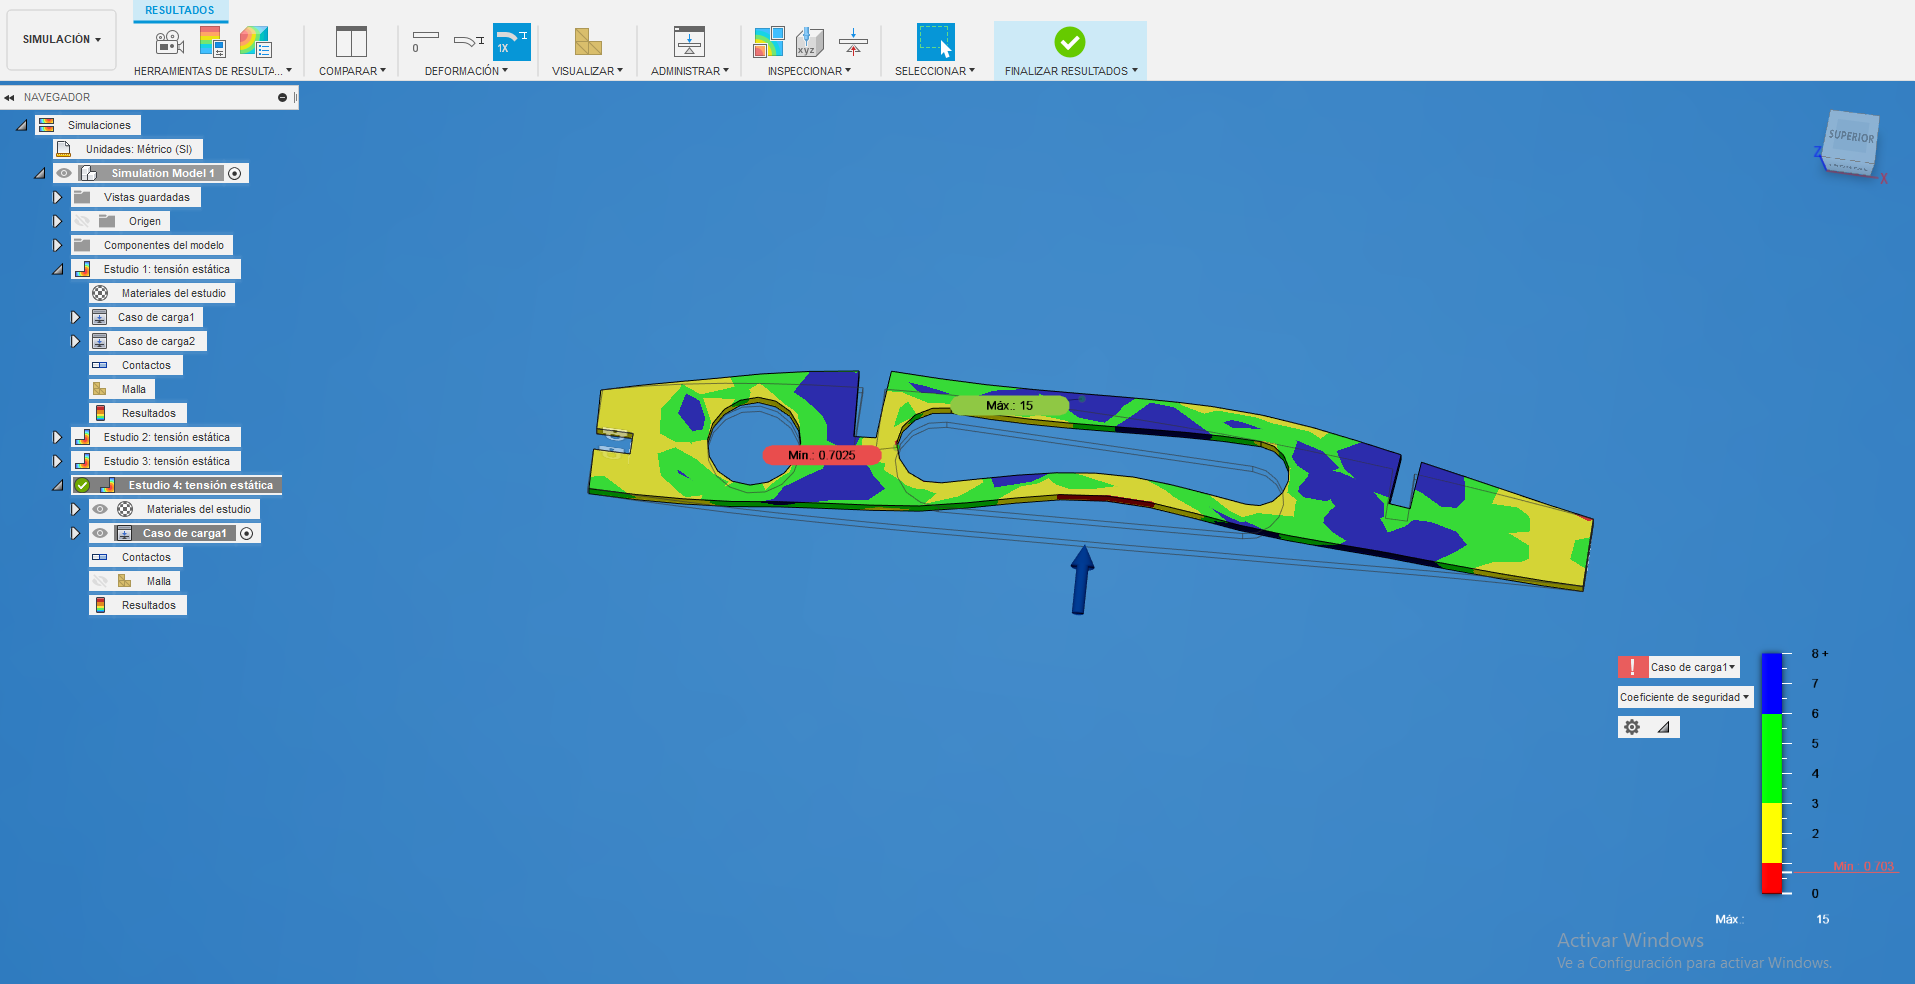 RESULTADOS
SIMULACIÓN
0
1X
xyz
HERRAMIENTAS DE RESULTA...
COMPARAR
DEFORMACIÓN
VISUALIZAR
ADMINISTRAR
INSPECCIONAR
SELECCIONAR
FINALIZAR RESULTADOS
NAVEGADOR
Simulaciones
Unidades: Métrico (SI)
Simulation Model 1
Vistas guardadas
Origen
Componentes del modelo
Estudio 1: tensión estática
Materiales del estudio
Caso de carga1
Caso de carga2
Contactos
Malla
Resultados
Estudio 2: tensión estática
Estudio 3: tensión estática
Estudio 4: tensión estática
Materiales del estudio
Caso de carga1
Contactos
Malla
Resultados
SUPERIOR
Z
X
Máx.: 15
Mín.: 0.7025
Caso de carga1
Coeficiente de seguridad
8 +
7
6
5
4
3
2
Mín.: 0.703
0
Máx.: 15
Activar Windows
Ve a Configuración para activar Windows.